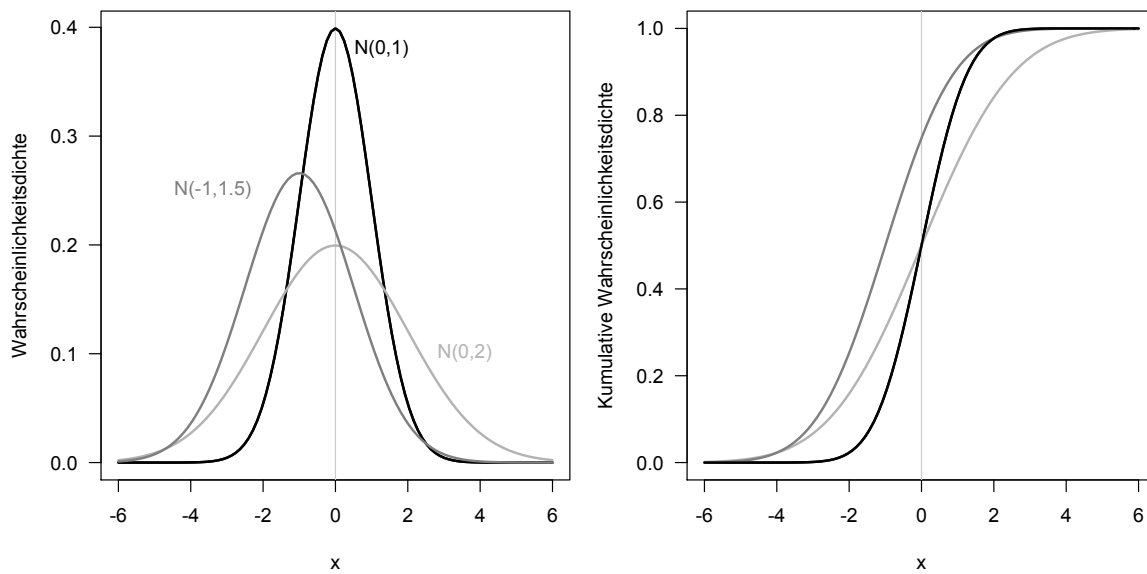 Wahrscheinlichkeitsdichte
0.4
0.3
0.2
0.1
0.0
N(0,1)
N(-1,1.5)
N(0,2)
-6 -4 -2 0 2 4 6
x
Kumulative Wahrscheinlichkeitsdichte
1.0
0.8
0.6
0.4
0.2
0.0
-6 -4 -2 0 2 4 6
x